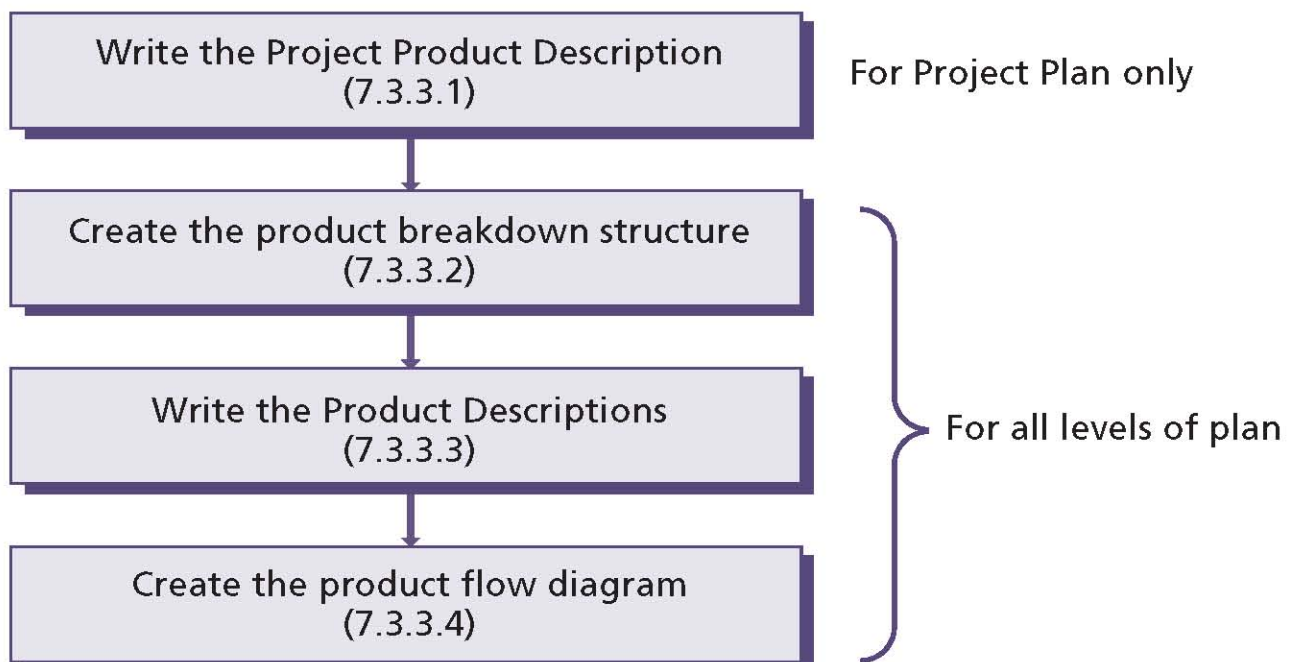 Write the Project Product Description
(7.3.3.1)
For Project Plan only
Create the product breakdown structure
(7.3.3.2)
Write the Product Descriptions
(7.3.3.3)
For all levels of plan
Create the product flow diagram
(7.3.3.4)